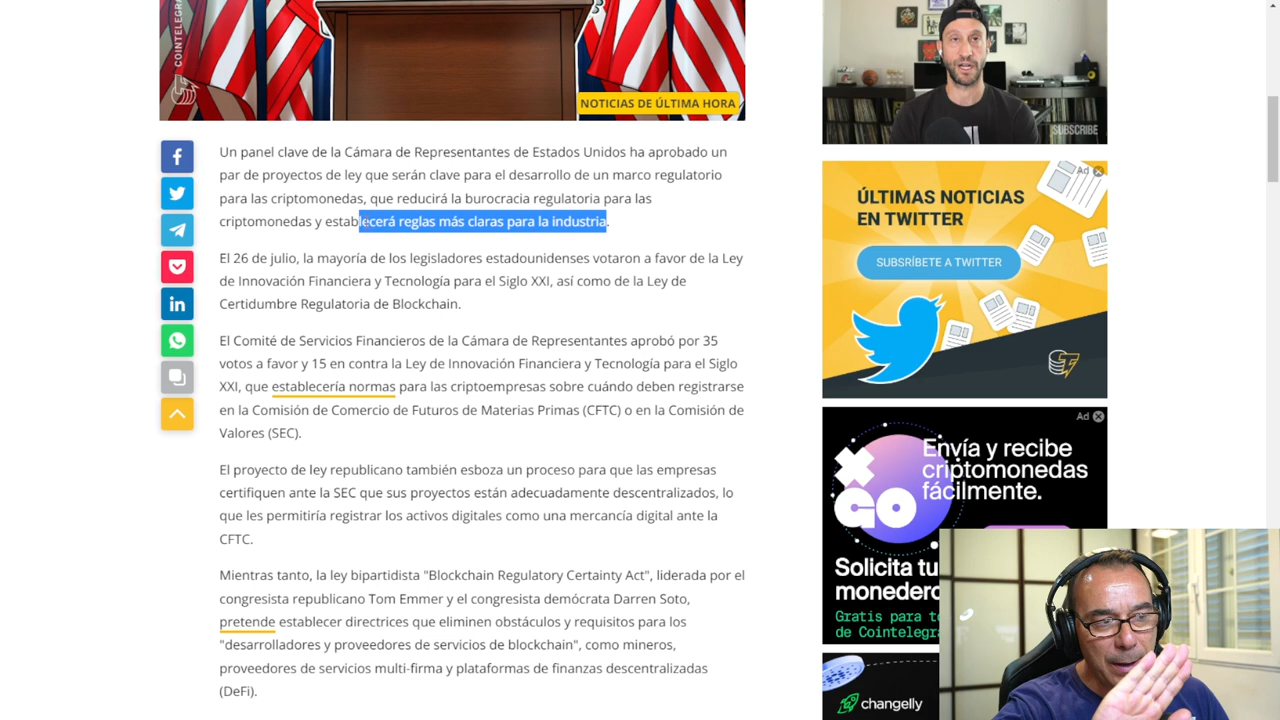 COINTELEGRA
NOTICIAS DE ÚLTIMA HORA
Un panel clave de la Cámara de Representantes de Estados Unidos ha aprobado un
par de proyectos de ley que serán clave para el desarrollo de un marco regulatorio
para las criptomonedas, que reducirá la burocracia regulatoria para las
criptomonedas y establecerá reglas más claras para la industria.
El 26 de julio, la mayoría de los legisladores estadounidenses votaron a favor de la Ley
de Innovación Financiera y Tecnología para el Siglo XXI, así como de la Ley de
Certidumbre Regulatoria de Blockchain.
El Comité de Servicios Financieros de la Cámara de Representantes aprobó por 35
votos a favor y 15 en contra la Ley de Innovación Financiera y Tecnología para el Siglo
XXI, que establecería normas para las criptoempresas sobre cuándo deben registrarse
en la Comisión de Comercio de Futuros de Materias Primas (CFTC) o en la Comisión de
Valores (SEC).
El proyecto de ley republicano también esboza un proceso para que las empresas
certifiquen ante la SEC que sus proyectos están adecuadamente descentralizados, lo
que les permitiría registrar los activos digitales como una mercancía digital ante la
CFTC.
Mientras tanto, la ley bipartidista "Blockchain Regulatory Certainty Act", liderada por el
congresista republicano Tom Emmer y el congresista demócrata Darren Soto,
pretende establecer directrices que eliminen obstáculos y requisitos para los
"desarrolladores y proveedores de servicios de blockchain", como mineros,
proveedores de servicios multi-firma y plataformas de finanzas descentralizadas
(DeFi).
SUBSCRIBE
Ad
ÚLTIMAS NOTICIAS
EN TWITTER
SUBSRÍBETE A TWITTER
Ad
XGO
Envía y recibe
criptomonedas
fácilmente.
Solicita tu
monedero
Gratis para to
de Cointelegra
changelly